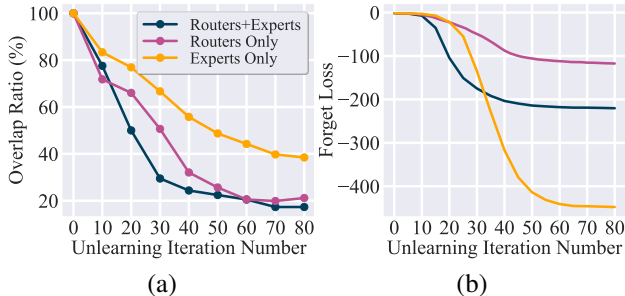 100
80
60
40
20
Overlap Ratio (%)
Routers+Experts
Routers Only
Experts Only
0 10 20 30 40 50 60 70 80
Unlearning Iteration Number
(a)
0
−100
−200
−300
−400
Forget Loss
0 10 20 30 40 50 60 70 80
Unlearning Iteration Number
(b)